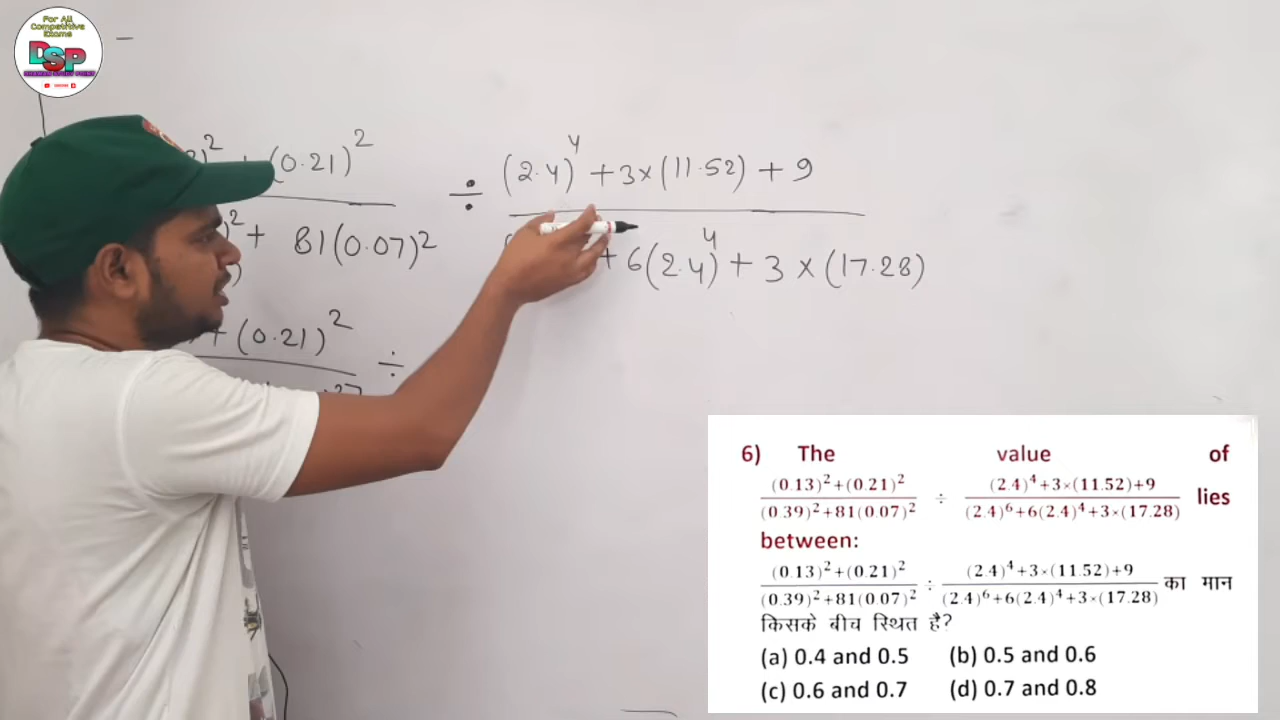 For All
Competitive
Exams
DSP
)² + (0.21)² ÷ (2.4)⁴ + 3×(11.52) + 9
)² + 81(0.07)² + 6(2.4)⁴ + 3 × (17.28)
+ (0.21)² ÷
6) The value of
(0.13)²+(0.21)² / (0.39)²+81(0.07)² ÷ (2.4)⁴+3×(11.52)+9 / (2.4)⁶+6(2.4)⁴+3×(17.28) lies
between:
(0.13)²+(0.21)² / (0.39)²+81(0.07)² ÷ (2.4)⁴+3×(11.52)+9 / (2.4)⁶+6(2.4)⁴+3×(17.28) का मान
किसके बीच स्थित है?
(a) 0.4 and 0.5 (b) 0.5 and 0.6
(c) 0.6 and 0.7 (d) 0.7 and 0.8